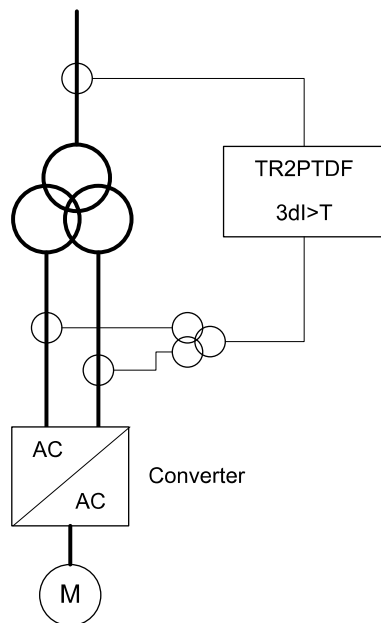 TR2PTDF
3dI>T
AC
AC
Converter
M